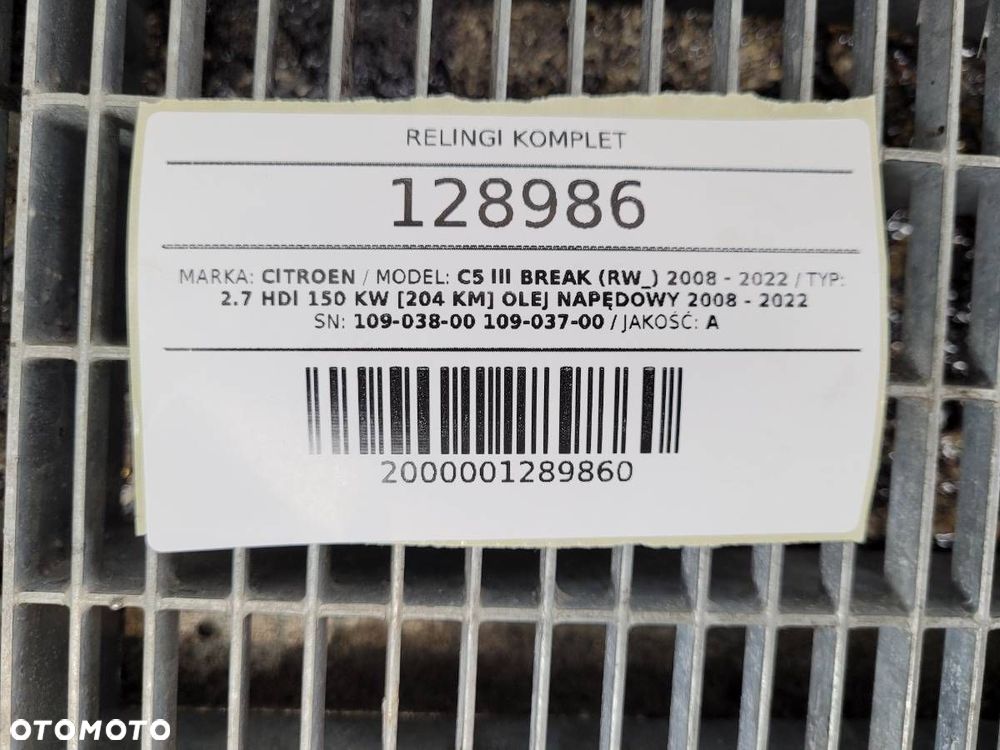 RELINGI KOMPLET
128986
MARKA: CITROEN / MODEL: C5 III BREAK (RW_) 2008 - 2022 / TYP:
2.7 HDI 150 KW [204 KM] OLEJ NAPĘDOWY 2008 - 2022
SN: 109-038-00 109-037-00 / JAKOŚĆ: A
2000001289860
OTOMOTO